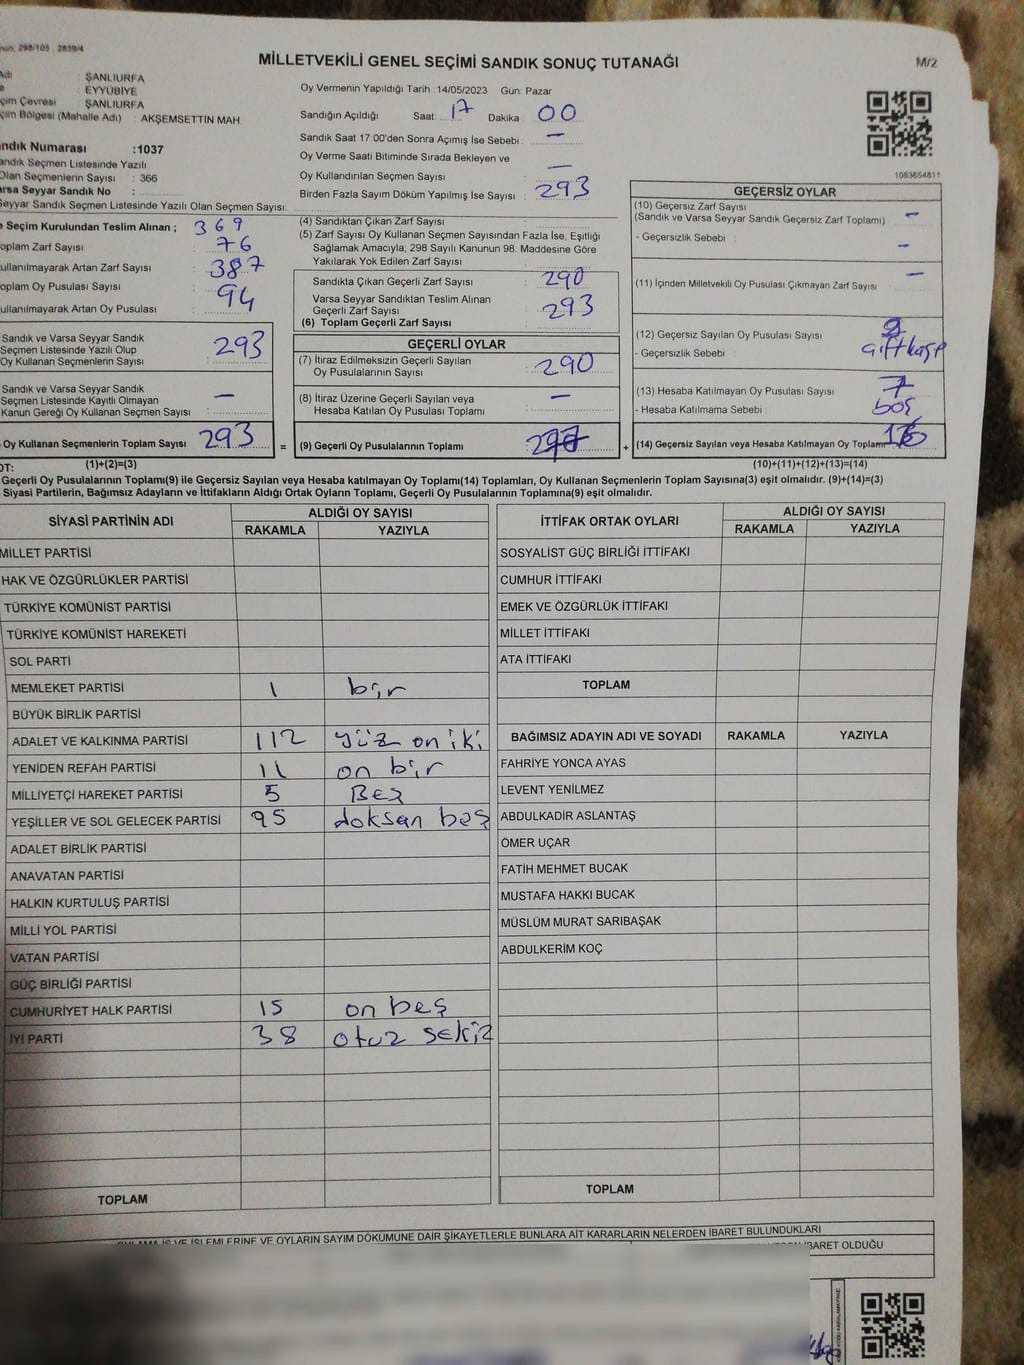 298/103 , 2839/4
MİLLETVEKİLİ GENEL SEÇİMİ SANDIK SONUÇ TUTANAĞI
M/2
Adı : ŞANLIURFA
e : EYYÜBİYE
çim Çevresi : ŞANLIURFA
çim Bölgesi (Mahalle Adı) : AKŞEMSETTİN MAH
ndık Numarası :1037
andık Seçmen Listesinde Yazılı
Olan Seçmenlerin Sayısı : 366
arsa Seyyar Sandık No :
Seyyar Sandık Seçmen Listesinde Yazılı Olan Seçmen Sayısı:
Oy Vermenin Yapıldığı Tarih :14/05/2023 Gün: Pazar
Sandığın Açıldığı Saat: 17 Dakika : 00
Sandık Saat 17:00'den Sonra Açımış İse Sebebi : —
Oy Verme Saati Bitiminde Sırada Bekleyen ve
Oy Kullandırılan Seçmen Sayısı : —
Birden Fazla Sayım Döküm Yapılmış İse Sayısı : 293
1083654811
e Seçim Kurulundan Teslim Alınan ; 369
oplam Zarf Sayısı : 76
ullanılmayarak Artan Zarf Sayısı : 387
oplam Oy Pusulası Sayısı : 94
ullanılmayarak Artan Oy Pusulası
Sandık ve Varsa Seyyar Sandık
Seçmen Listesinde Yazılı Olup
Oy Kullanan Seçmenlerin Sayısı : 293
Sandık ve Varsa Seyyar Sandık
Seçmen Listesinde Kayıtlı Olmayan
Kanun Gereği Oy Kullanan Seçmen Sayısı : —
Oy Kullanan Seçmenlerin Toplam Sayısı 293 =
(4) Sandıktan Çıkan Zarf Sayısı :
(5) Zarf Sayısı Oy Kullanan Seçmen Sayısından Fazla İse, Eşitliği
Sağlamak Amacıyla, 298 Sayılı Kanunun 98. Maddesine Göre
Yakılarak Yok Edilen Zarf Sayısı :
Sandıkta Çıkan Geçerli Zarf Sayısı : 290
Varsa Seyyar Sandıktan Teslim Alınan
Geçerli Zarf Sayısı : 293
(6) Toplam Geçerli Zarf Sayısı :
GEÇERLİ OYLAR
(7) İtiraz Edilmeksizin Geçerli Sayılan
Oy Pusulalarının Sayısı : 290
(8) İtiraz Üzerine Geçerli Sayılan veya
Hesaba Katılan Oy Pusulası Toplamı : —
(9) Geçerli Oy Pusulalarının Toplamı : +
GEÇERSİZ OYLAR
(10) Geçersiz Zarf Sayısı
(Sandık ve Varsa Seyyar Sandık Geçersiz Zarf Toplamı) : —
- Geçersizlik Sebebi : —
(11) İçinden Milletvekili Oy Pusulası Çıkmayan Zarf Sayısı : —
(12) Geçersiz Sayılan Oy Pusulası Sayısı :
- Geçersizlik Sebebi :
(13) Hesaba Katılmayan Oy Pusulası Sayısı : 7
- Hesaba Katılmama Sebebi : boş
(14) Geçersiz Sayılan veya Hesaba Katılmayan Oy Toplamı
(1)+(2)=(3)
(10)+(11)+(12)+(13)=(14)
OT:
Geçerli Oy Pusulalarının Toplamı(9) ile Geçersiz Sayılan veya Hesaba katılmayan Oy Toplamı(14) Toplamları, Oy Kullanan Seçmenlerin Toplam Sayısına(3) eşit olmalıdır. (9)+(14)=(3)
Siyasi Partilerin, Bağımsız Adayların ve İttifakların Aldığı Ortak Oyların Toplamı, Geçerli Oy Pusulalarının Toplamına(9) eşit olmalıdır.
SİYASİ PARTİNİN ADI ALDIĞI OY SAYISI
RAKAMLA YAZIYLA
MİLLET PARTİSİ
HAK VE ÖZGÜRLÜKLER PARTİSİ
TÜRKİYE KOMÜNİST PARTİSİ
TÜRKİYE KOMÜNİST HAREKETİ
SOL PARTİ
MEMLEKET PARTİSİ 1 bir
BÜYÜK BİRLİK PARTİSİ
ADALET VE KALKINMA PARTİSİ 112 yüz on iki
YENİDEN REFAH PARTİSİ 11 on bir
MİLLİYETÇİ HAREKET PARTİSİ 5 Beş
YEŞİLLER VE SOL GELECEK PARTİSİ 95 doksan beş
ADALET BİRLİK PARTİSİ
ANAVATAN PARTİSİ
HALKIN KURTULUŞ PARTİSİ
MİLLİ YOL PARTİSİ
VATAN PARTİSİ
GÜÇ BİRLİĞİ PARTİSİ
CUMHURİYET HALK PARTİSİ 15 on beş
İYİ PARTİ 38 otuz sekiz
TOPLAM
İTTİFAK ORTAK OYLARI ALDIĞI OY SAYISI
RAKAMLA YAZIYLA
SOSYALİST GÜÇ BİRLİĞİ İTTİFAKI
CUMHUR İTTİFAKI
EMEK VE ÖZGÜRLÜK İTTİFAKI
MİLLET İTTİFAKI
ATA İTTİFAKI
TOPLAM
BAĞIMSIZ ADAYIN ADI VE SOYADI RAKAMLA YAZIYLA
FAHRİYE YONCA AYAS
LEVENT YENİLMEZ
ABDULKADİR ASLANTAŞ
ÖMER UÇAR
FATİH MEHMET BUCAK
MUSTAFA HAKKI BUCAK
MÜSLÜM MURAT SARIBAŞAK
ABDULKERİM KOÇ
TOPLAM
OYLAMA İŞ VE İŞLEMLERİNE VE OYLARIN SAYIM DÖKÜMÜNE DAİR ŞİKAYETLERLE BUNLARA AİT KARARLARIN NELERDEN İBARET BULUNDUKLARI
İBARET OLDUĞU